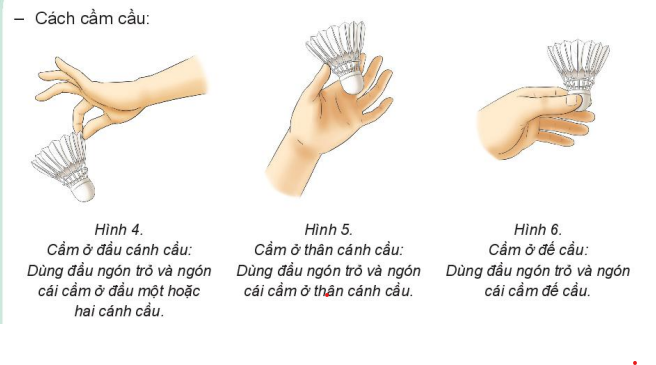 – Cách cầm cầu:
Hình 4.
Cầm ở đầu cánh cầu:
Dùng đầu ngón trỏ và ngón
cái cầm ở đầu một hoặc
hai cánh cầu.
Hình 5.
Cầm ở thân cánh cầu:
Dùng đầu ngón trỏ và ngón
cái cầm ở thân cánh cầu.
Hình 6.
Cầm ở đế cầu:
Dùng đầu ngón trỏ và ngón
cái cầm đế cầu.